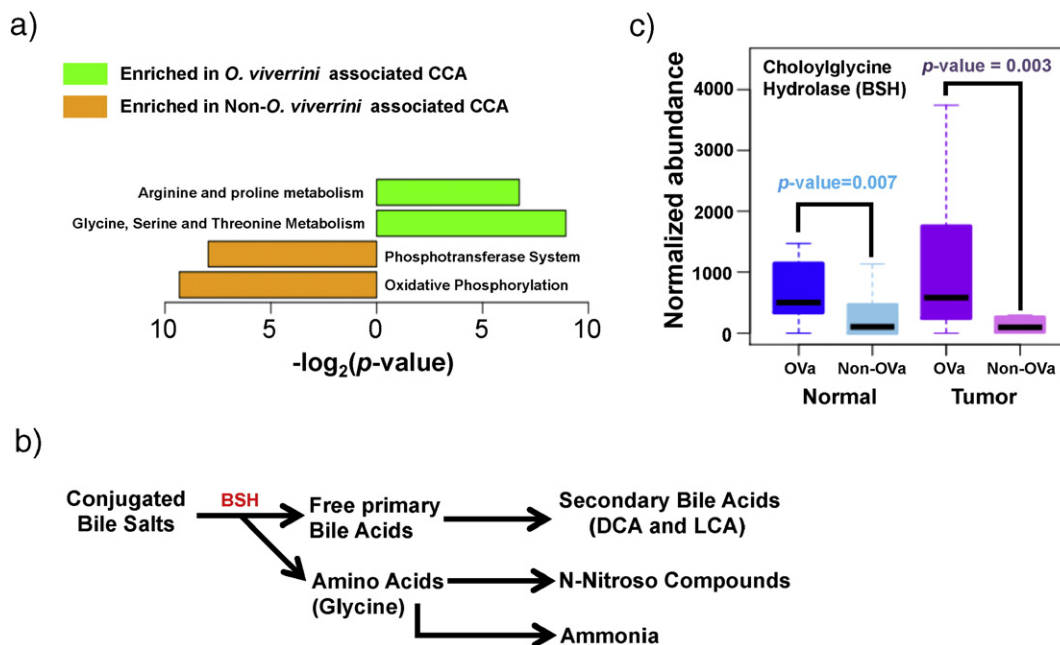 a)
Enriched in O. viverrini associated CCA
Enriched in Non-O. viverrini associated CCA
Arginine and proline metabolism
Glycine, Serine and Threonine Metabolism
Phosphotransferase System
Oxidative Phosphorylation
10 5 0 5 10
-log2(p-value)
c)
Choloylglycine
Hydrolase (BSH)
p-value = 0.003
p-value=0.007
Normalized abundance
4000
3000
2000
1000
0
OVa Non-OVa OVa Non-OVa
Normal Tumor
b)
Conjugated
Bile Salts
BSH
Free primary
Bile Acids
Secondary Bile Acids
(DCA and LCA)
Amino Acids
(Glycine)
N-Nitroso Compounds
Ammonia